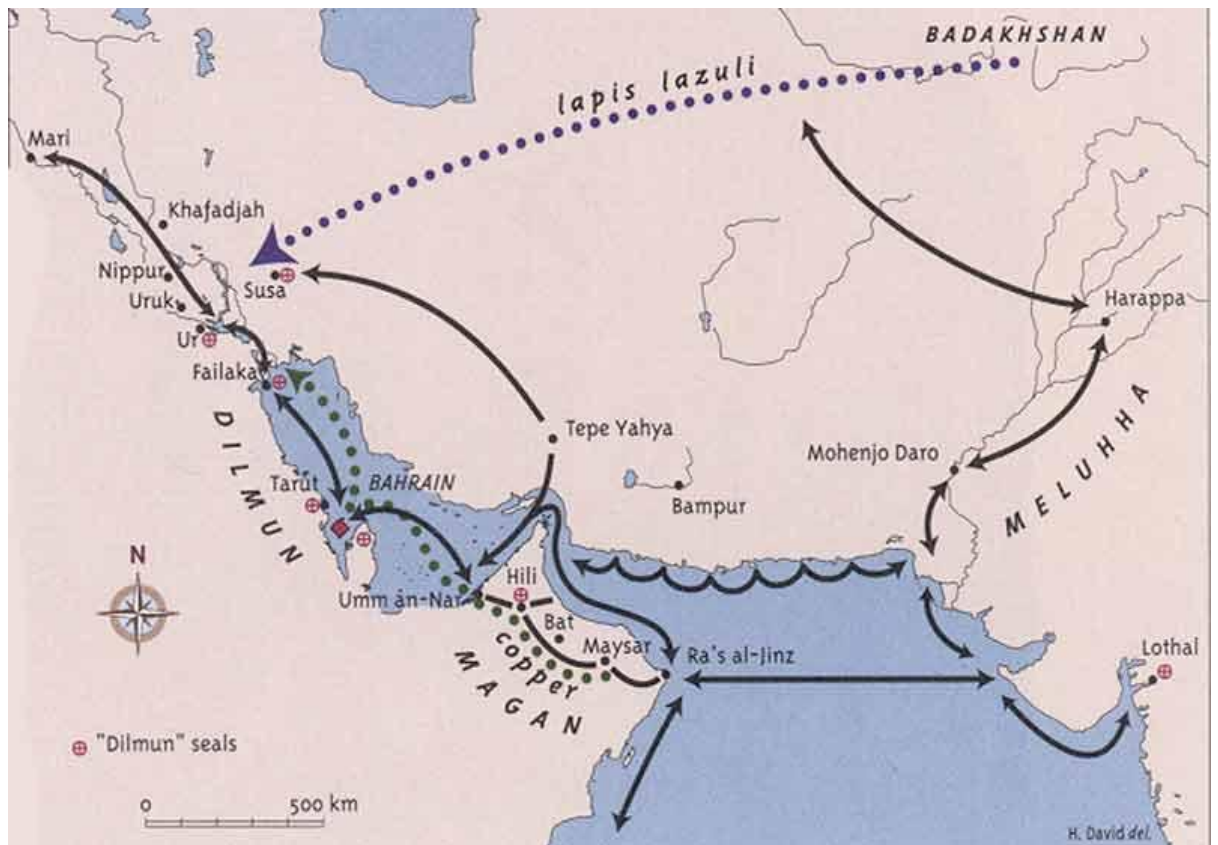 BADAKHSHAN
lapis lazuli
Mari
Khafadjah
Nippur
Susa
Uruk
Ur
Harappa
Failaka
DILMUN
Tepe Yahya
Mohenjo Daro
MELUHHA
Tarut
BAHRAIN
Bampur
N
Hili
Umm an-Nar
Bat
Maysar
copper
MAGAN
Ra's al-Jinz
Lothal
"Dilmun" seals
0 500 km
H. David del.